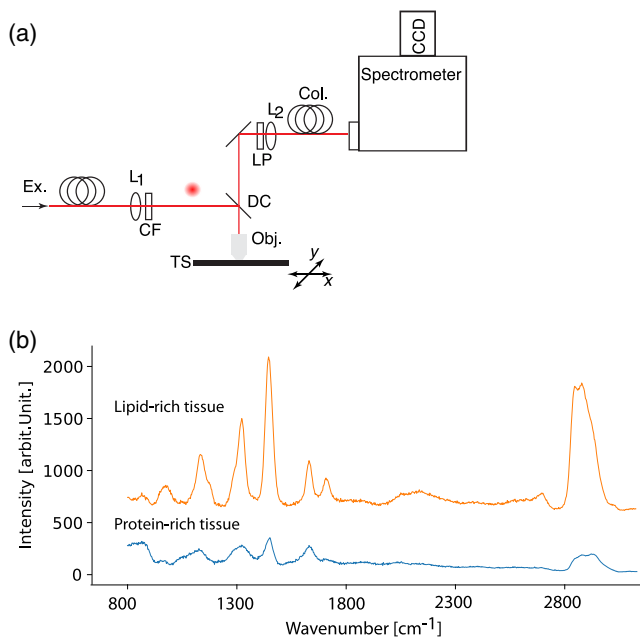 (a)
CCD
Spectrometer
Col.
L2
LP
L1
Ex.
CF
DC
Obj.
TS
y
x
(b)
Intensity [arbit.Unit.]
2000
1500
1000
500
0
Lipid-rich tissue
Protein-rich tissue
800
1300
1800
2300
2800
Wavenumber [cm-1]